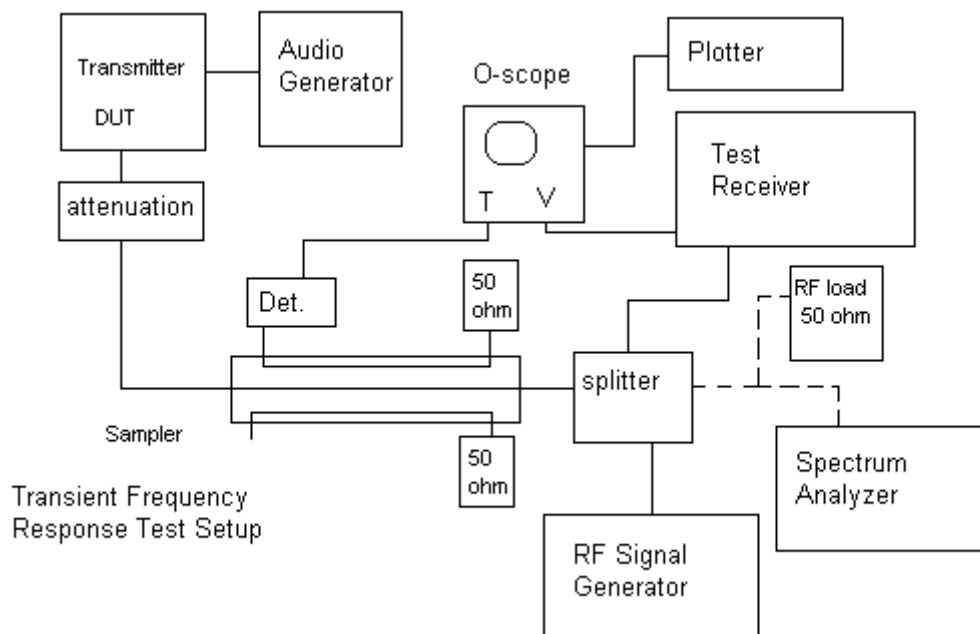 Transmitter
DUT
Audio
Generator
O-scope
T
V
Plotter
Test
Receiver
attenuation
Det.
50
ohm
RF load
50 ohm
splitter
Sampler
50
ohm
Spectrum
Analyzer
Transient Frequency
Response Test Setup
RF Signal
Generator